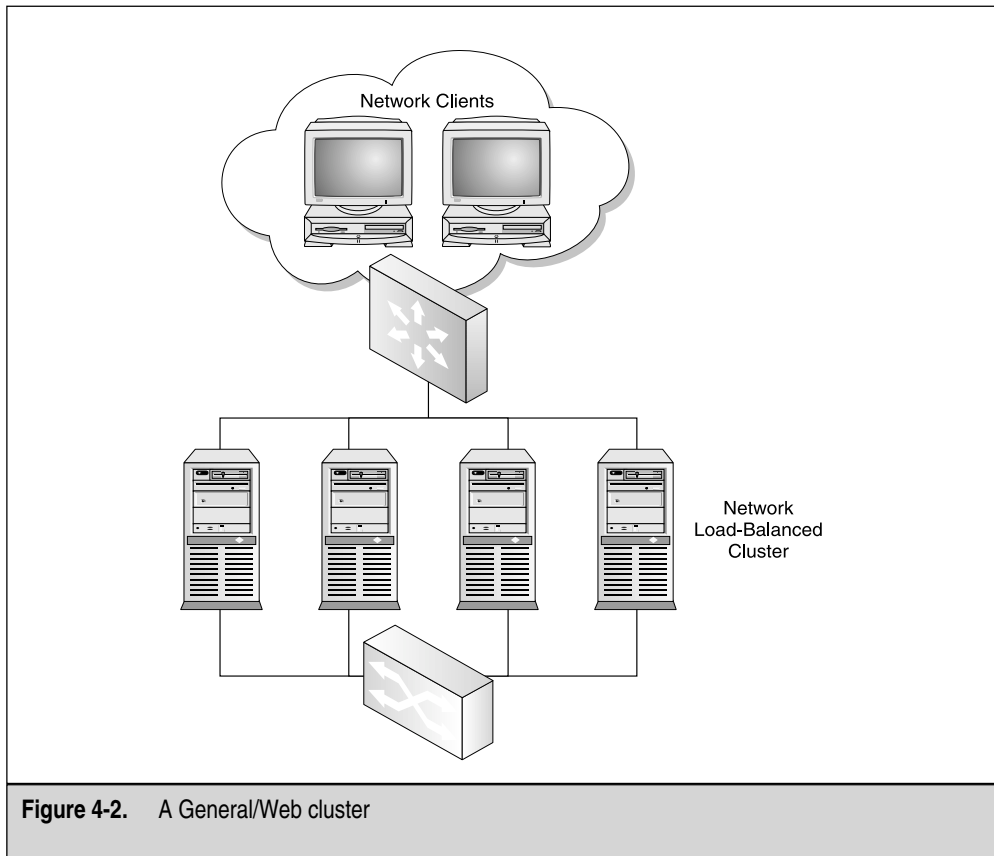 Network Clients
Network
Load-Balanced
Cluster
Figure 4-2. A General/Web cluster